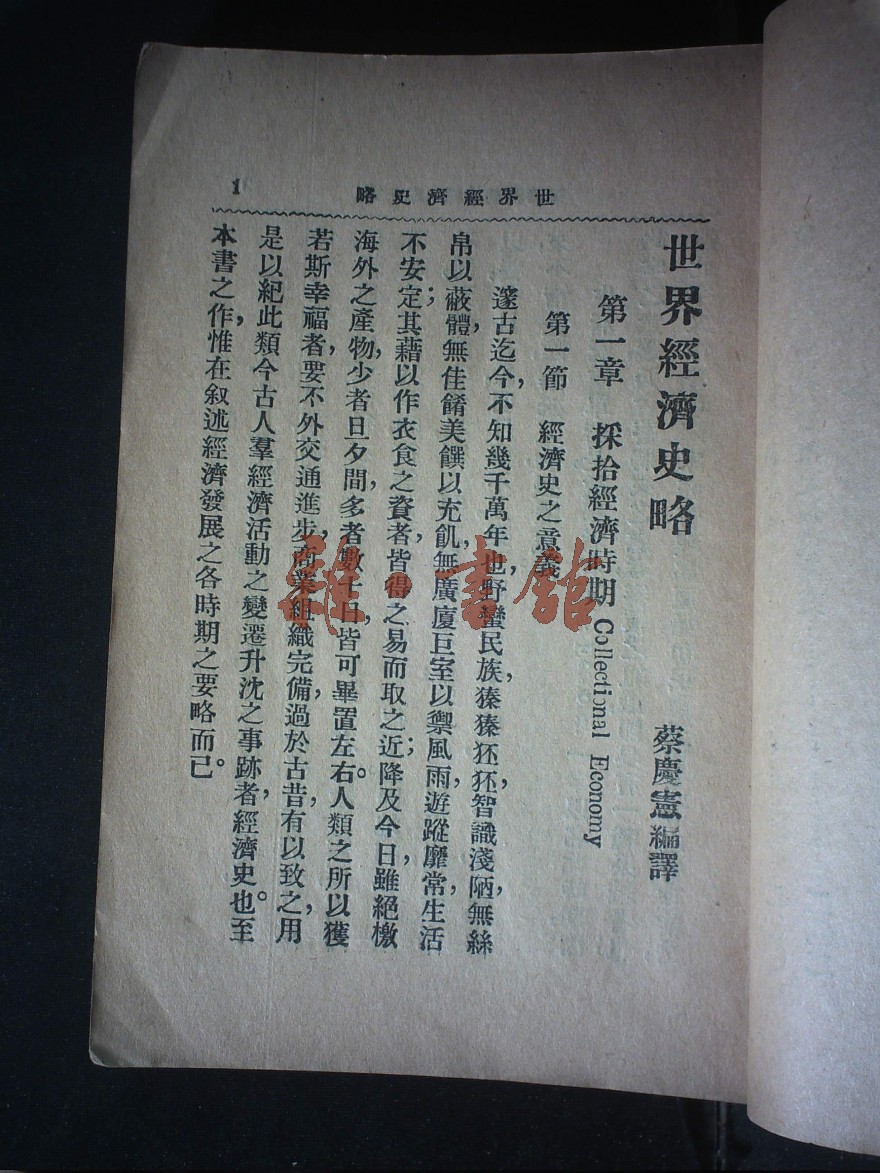 世界經濟史略
1
世界經濟史略
蔡慶憲編譯
第一章 採拾經濟時期 Collectional Economy
第一節 經濟史之意義
邃古迄今，不知幾千萬年也，野蠻民族，獉獉狉狉，智識淺陋，無絲
帛以蔽體，無佳餚美饌以充飢，無廣廈巨室以禦風雨，遊蹤靡常，生活
不安定；其藉以作衣食之資者，皆得之易而取之近；降及今日，雖絕檄
海外之產物，少者旦夕間，多者數十日，皆可畢置左右。人類之所以獲
若斯幸福者，要不外交通進步，商業組織完備，過於古昔，有以致之，用
是以紀此類今古人羣經濟活動之變遷升沈之事跡者，經濟史也。至
本書之作，惟在叙述經濟發展之各時期之要略而已。
雜·書館